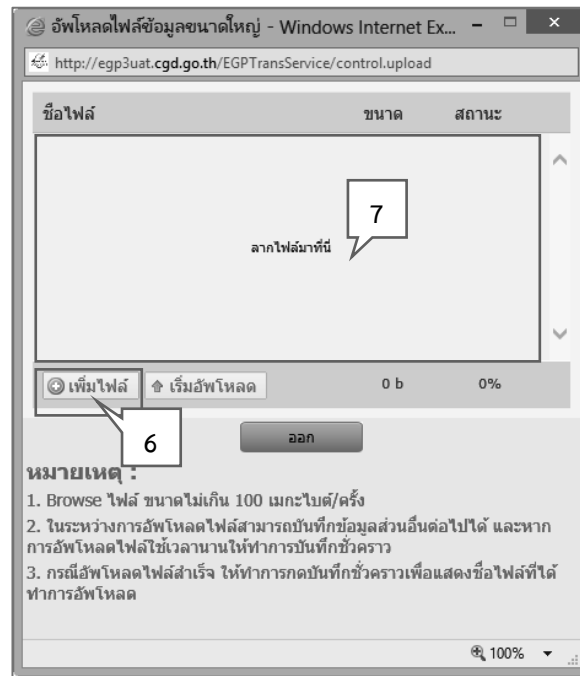 อัพโหลดไฟล์ข้อมูลขนาดใหญ่ - Windows Internet Ex...
http://egp3uat.cgd.go.th/EGPTransService/control.upload
ชื่อไฟล์ ขนาด สถานะ
7
ลากไฟล์มาที่นี่
เพิ่มไฟล์ เริ่มอัพโหลด 0 b 0%
6
ออก
หมายเหตุ :
1. Browse ไฟล์ ขนาดไม่เกิน 100 เมกะไบต์/ครั้ง
2. ในระหว่างการอัพโหลดไฟล์สามารถบันทึกข้อมูลส่วนอื่นต่อไปได้ และหาก
การอัพโหลดไฟล์ใช้เวลานานให้ทำการบันทึกชั่วคราว
3. กรณีอัพโหลดไฟล์สำเร็จ ให้ทำการกดบันทึกชั่วคราวเพื่อแสดงชื่อไฟล์ที่ได้
ทำการอัพโหลด
100%